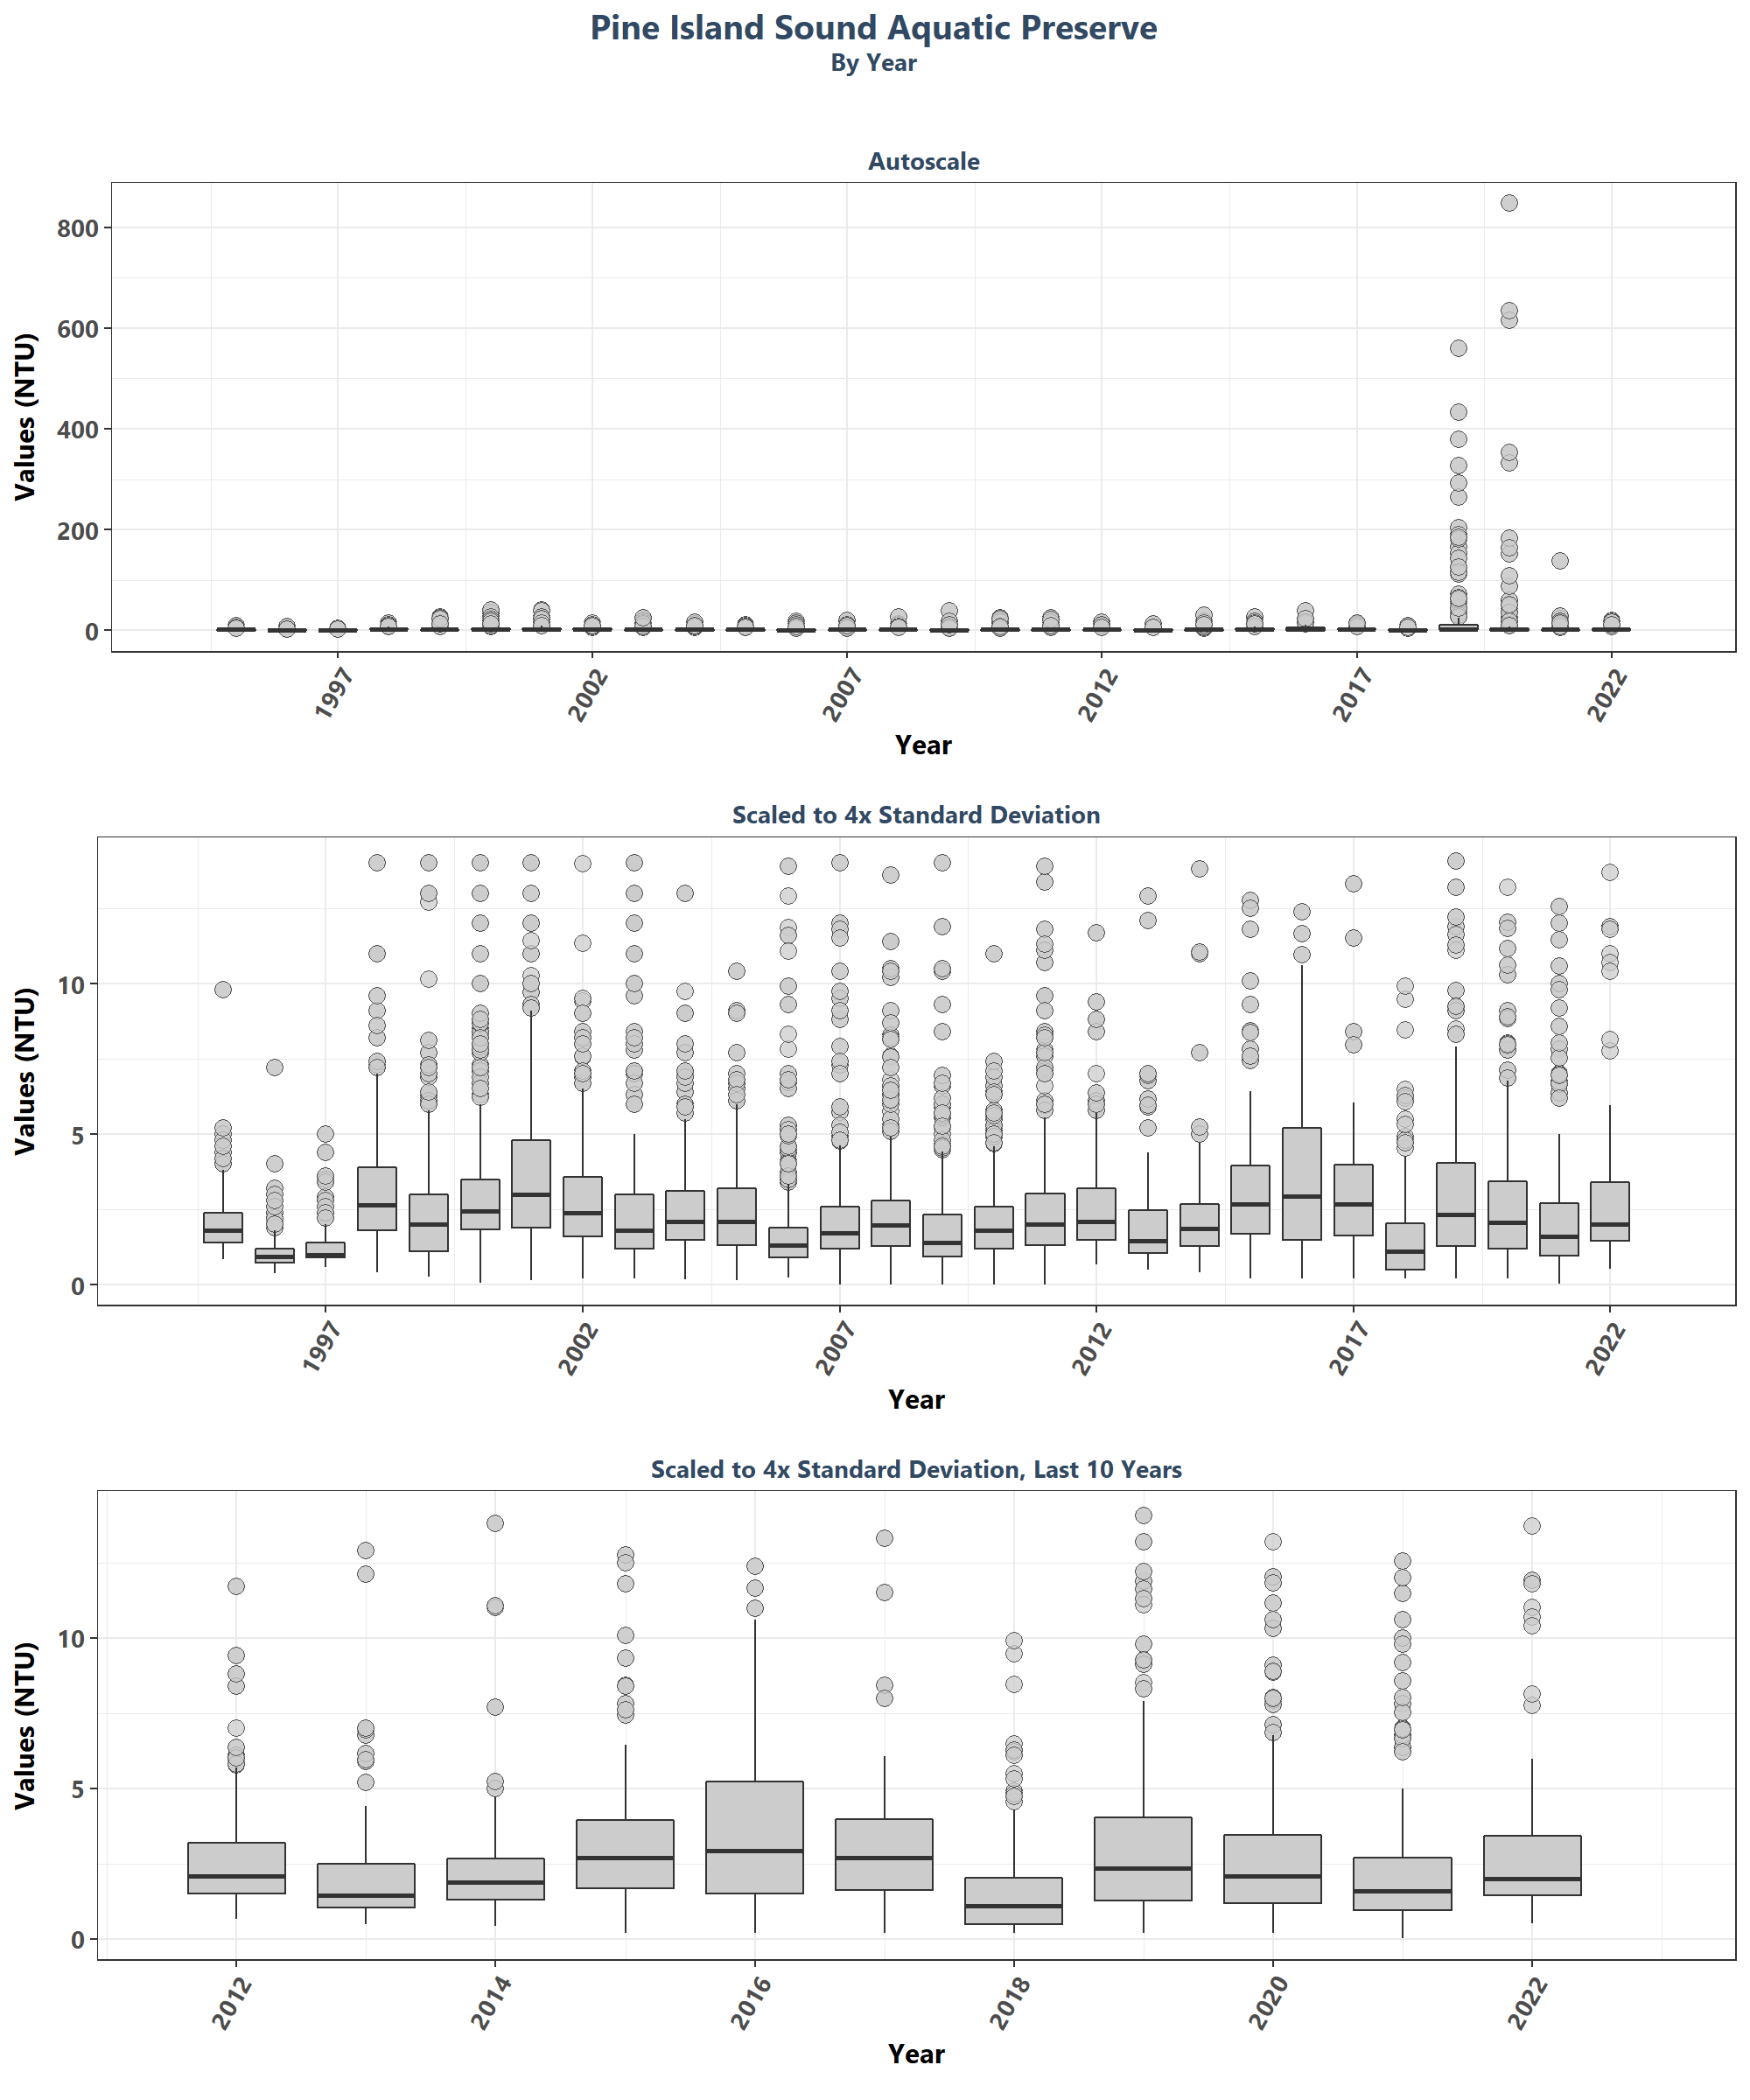 Pine Island Sound Aquatic Preserve
By Year
Autoscale
Values (NTU)
800
600
400
200
0
1997 2002 2007 2012 2017 2022
Year
Scaled to 4x Standard Deviation
Values (NTU)
10
5
0
1997 2002 2007 2012 2017 2022
Year
Scaled to 4x Standard Deviation, Last 10 Years
Values (NTU)
10
5
0
2012 2014 2016 2018 2020 2022
Year